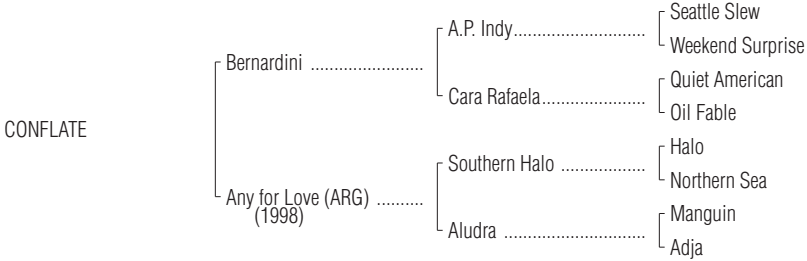 Seattle Slew
A.P. Indy..............................
Weekend Surprise
Bernardini .........................
Quiet American
Cara Rafaela........................
Oil Fable
CONFLATE
Halo
Southern Halo ....................
Northern Sea
Any for Love (ARG) ..........
(1998)
Manguin
Aludra ................................
Adja